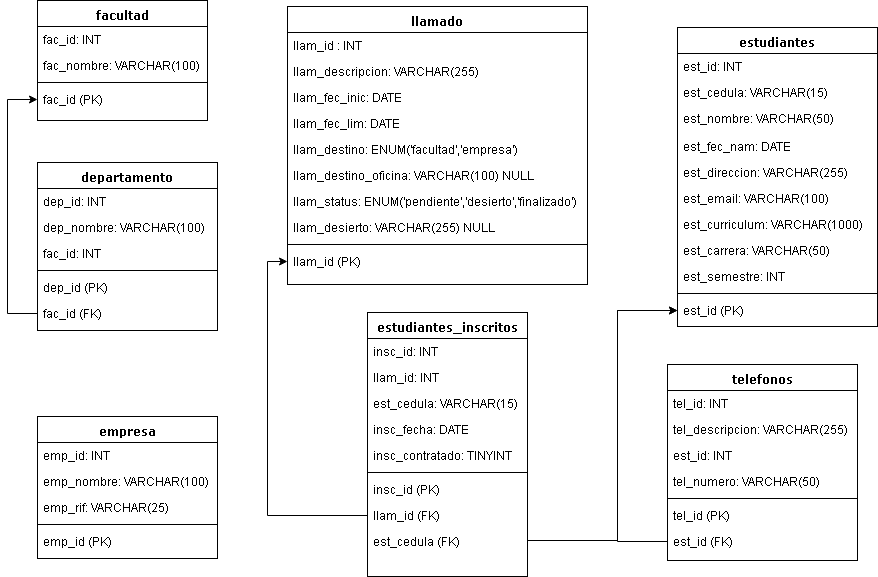 facultad
fac_id: INT
fac_nombre: VARCHAR(100)
fac_id (PK)
departamento
dep_id: INT
dep_nombre: VARCHAR(100)
fac_id: INT
dep_id (PK)
fac_id (FK)
empresa
emp_id: INT
emp_nombre: VARCHAR(100)
emp_rif: VARCHAR(25)
emp_id (PK)
llamado
llam_id : INT
llam_descripcion: VARCHAR(255)
llam_fec_inic: DATE
llam_fec_lim: DATE
llam_destino: ENUM('facultad','empresa')
llam_destino_oficina: VARCHAR(100) NULL
llam_status: ENUM('pendiente','desierto','finalizado')
llam_desierto: VARCHAR(255) NULL
llam_id (PK)
estudiantes_inscritos
insc_id: INT
llam_id: INT
est_cedula: VARCHAR(15)
insc_fecha: DATE
insc_contratado: TINYINT
insc_id (PK)
llam_id (FK)
est_cedula (FK)
estudiantes
est_id: INT
est_cedula: VARCHAR(15)
est_nombre: VARCHAR(50)
est_fec_nam: DATE
est_direccion: VARCHAR(255)
est_email: VARCHAR(100)
est_curriculum: VARCHAR(1000)
est_carrera: VARCHAR(50)
est_semestre: INT
est_id (PK)
telefonos
tel_id: INT
tel_descripcion: VARCHAR(255)
est_id: INT
tel_numero: VARCHAR(50)
tel_id (PK)
est_id (FK)